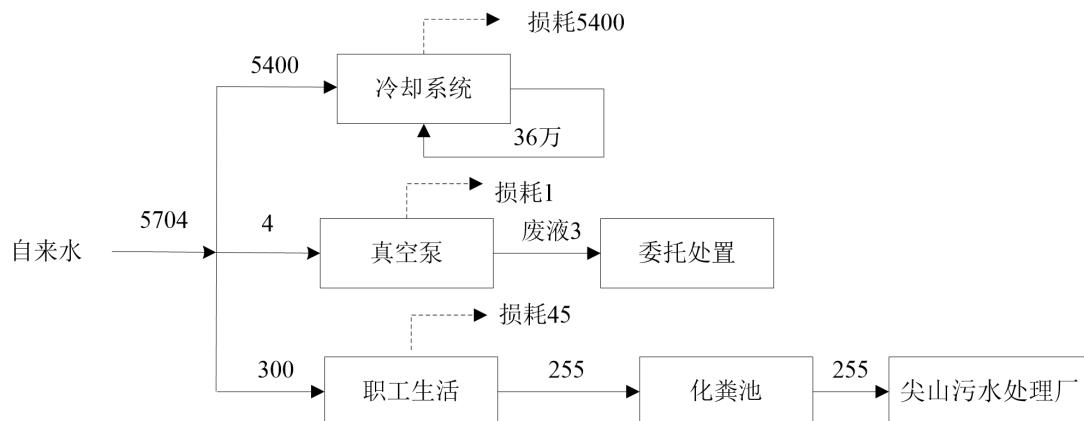 损耗5400
5400
冷却系统
36万
损耗1
5704
4
废液3
自来水
真空泵
委托处置
损耗45
300
255
255
职工生活
化粪池
尖山污水处理厂